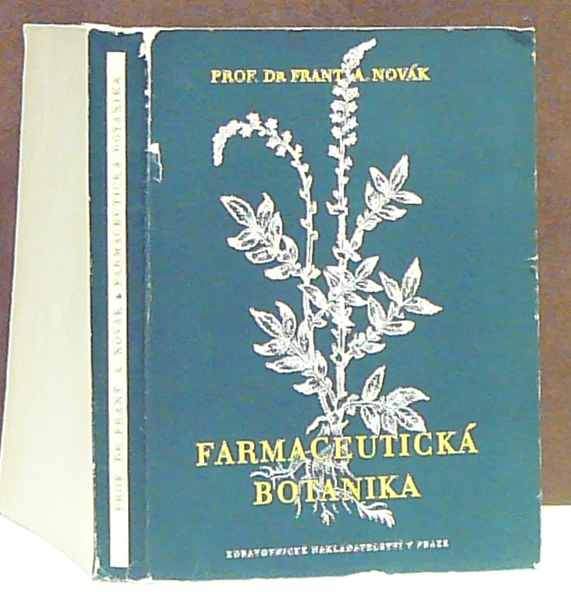 PROF. DR FRANT. A. NOVÁK
FARMACEUTICKÁ
BOTANIKA
ZDRAVOTNICKÉ NAKLADATELSTVÍ V PRAZE
PROF. DR FRANT. A. NOVÁK FARMACEUTICKÁ BOTANIKA